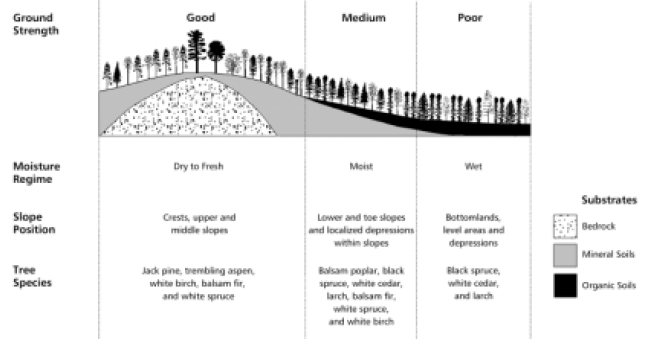 Ground
Strength
Good
Medium
Poor
Moisture
Regime
Dry to Fresh
Moist
Wet
Slope
Position
Crests, upper and
middle slopes
Lower and toe slopes
and localized depressions
within slopes
Bottomlands,
level areas and
depressions
Tree
Species
Jack pine, trembling aspen,
white birch, balsam fir,
and white spruce
Balsam poplar, black
spruce, white cedar,
larch, balsam fir,
white spruce,
and white birch
Black spruce,
white cedar,
and larch
Substrates
Bedrock
Mineral Soils
Organic Soils